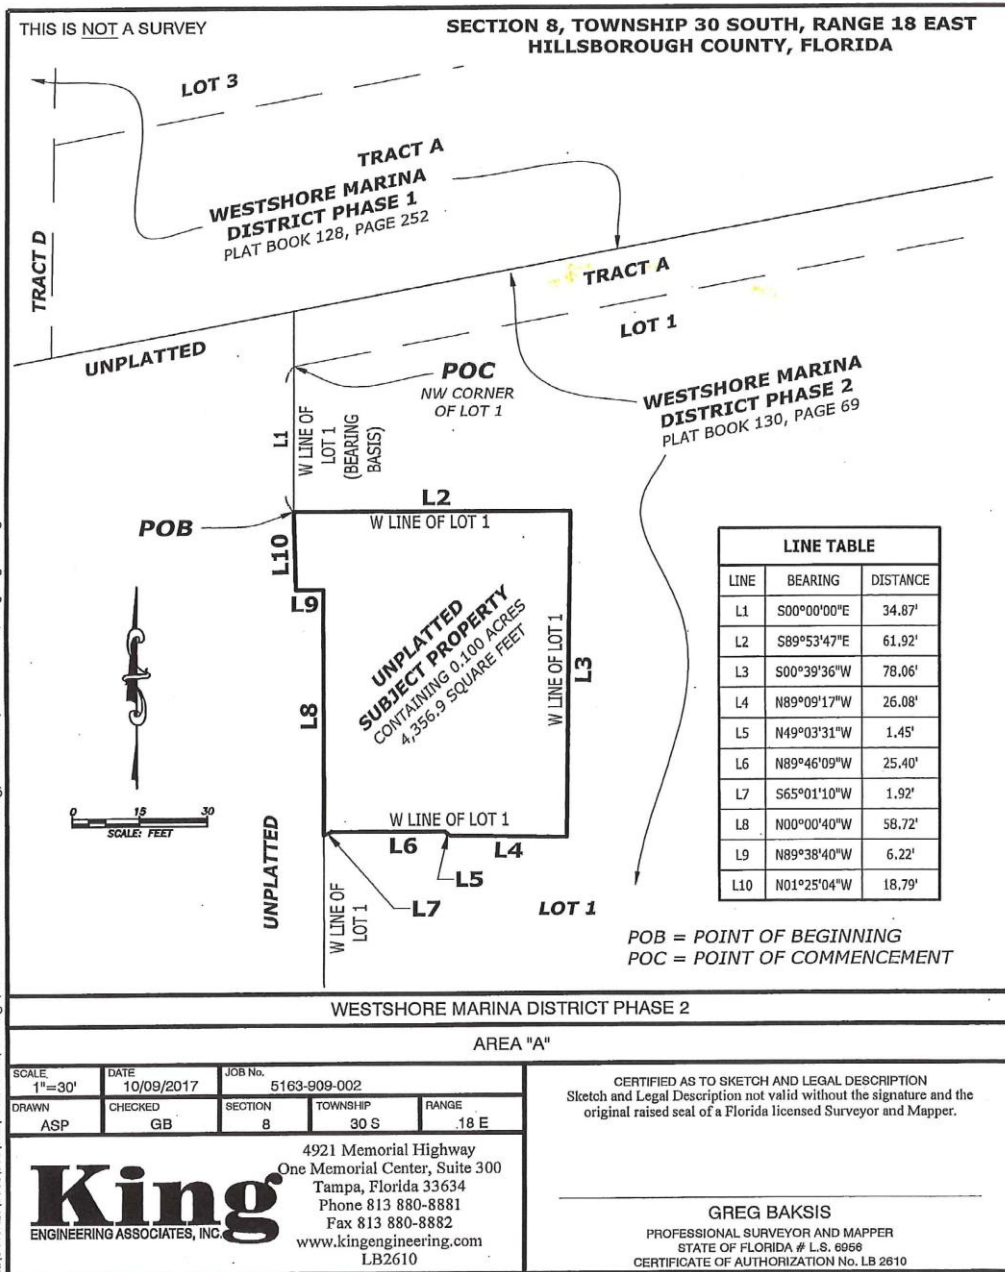 THIS IS NOT A SURVEY
SECTION 8, TOWNSHIP 30 SOUTH, RANGE 18 EAST
HILLSBOROUGH COUNTY, FLORIDA
LOT 3
TRACT A
WESTSHORE MARINA
DISTRICT PHASE 1
PLAT BOOK 128, PAGE 252
TRACT D
TRACT A
LOT 1
UNPLATTED
POC
NW CORNER
OF LOT 1
WESTSHORE MARINA
DISTRICT PHASE 2
PLAT BOOK 130, PAGE 69
L1
W LINE OF
LOT 1
(BEARING
BASIS)
POB
L2
W LINE OF LOT 1
L10
L9
UNPLATTED
SUBJECT PROPERTY
CONTAINING 0.100 ACRES
4,356.9 SQUARE FEET
W LINE OF LOT 1
L3
L8
LINE TABLE
LINE BEARING DISTANCE
L1 S00°00'00"E 34.87'
L2 S89°53'47"E 61.92'
L3 S00°39'36"W 78.06'
L4 N89°09'17"W 26.08'
L5 N49°03'31"W 1.45'
L6 N89°46'09"W 25.40'
L7 S65°01'10"W 1.92'
L8 N00°00'40"W 58.72'
L9 N89°38'40"W 6.22'
L10 N01°25'04"W 18.79'
0 15 30
SCALE: FEET
W LINE OF LOT 1
L6
L4
L5
L7
UNPLATTED
W LINE OF
LOT 1
LOT 1
POB = POINT OF BEGINNING
POC = POINT OF COMMENCEMENT
WESTSHORE MARINA DISTRICT PHASE 2
AREA "A"
SCALE 1"=30'
DATE 10/09/2017
JOB No. 5163-909-002
DRAWN ASP
CHECKED GB
SECTION 8
TOWNSHIP 30 S
RANGE 18 E
King
ENGINEERING ASSOCIATES, INC.
4921 Memorial Highway
One Memorial Center, Suite 300
Tampa, Florida 33634
Phone 813 880-8881
Fax 813 880-8882
www.kingengineering.com
LB2610
CERTIFIED AS TO SKETCH AND LEGAL DESCRIPTION
Sketch and Legal Description not valid without the signature and the
original raised seal of a Florida licensed Surveyor and Mapper.
GREG BAKSIS
PROFESSIONAL SURVEYOR AND MAPPER
STATE OF FLORIDA # L.S. 6956
CERTIFICATE OF AUTHORIZATION No. LB 2610